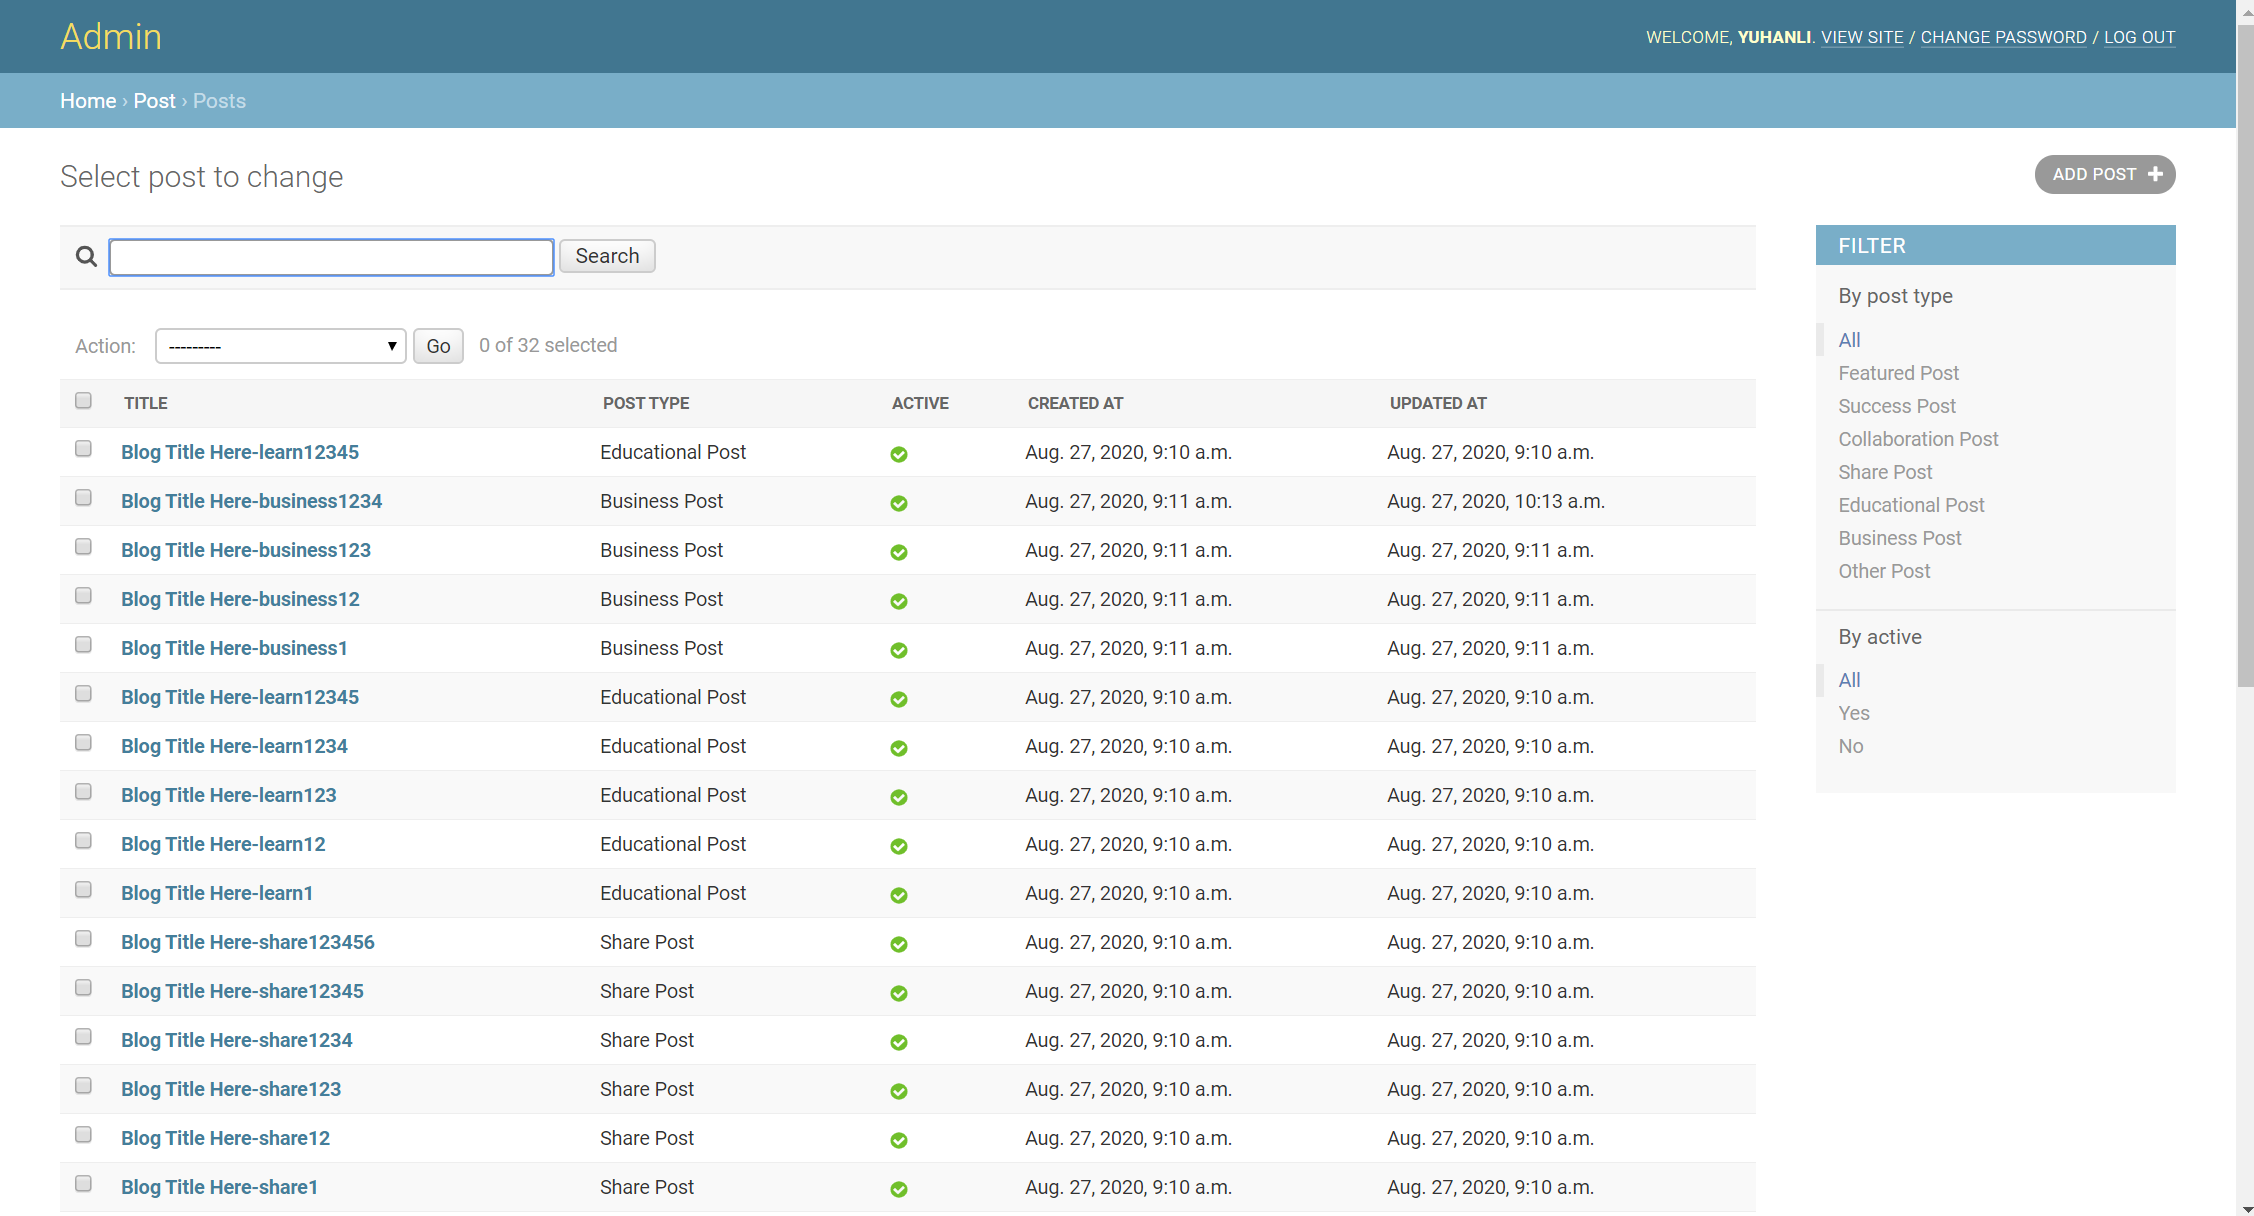 Admin
WELCOME, YUHANLI. VIEW SITE / CHANGE PASSWORD / LOG OUT
Home › Post › Posts
Select post to change
ADD POST
Search
Action: --------- Go 0 of 32 selected
TITLE POST TYPE ACTIVE CREATED AT UPDATED AT
Blog Title Here-learn12345 Educational Post Aug. 27, 2020, 9:10 a.m. Aug. 27, 2020, 9:10 a.m.
Blog Title Here-business1234 Business Post Aug. 27, 2020, 9:11 a.m. Aug. 27, 2020, 10:13 a.m.
Blog Title Here-business123 Business Post Aug. 27, 2020, 9:11 a.m. Aug. 27, 2020, 9:11 a.m.
Blog Title Here-business12 Business Post Aug. 27, 2020, 9:11 a.m. Aug. 27, 2020, 9:11 a.m.
Blog Title Here-business1 Business Post Aug. 27, 2020, 9:11 a.m. Aug. 27, 2020, 9:11 a.m.
Blog Title Here-learn12345 Educational Post Aug. 27, 2020, 9:10 a.m. Aug. 27, 2020, 9:10 a.m.
Blog Title Here-learn1234 Educational Post Aug. 27, 2020, 9:10 a.m. Aug. 27, 2020, 9:10 a.m.
Blog Title Here-learn123 Educational Post Aug. 27, 2020, 9:10 a.m. Aug. 27, 2020, 9:10 a.m.
Blog Title Here-learn12 Educational Post Aug. 27, 2020, 9:10 a.m. Aug. 27, 2020, 9:10 a.m.
Blog Title Here-learn1 Educational Post Aug. 27, 2020, 9:10 a.m. Aug. 27, 2020, 9:10 a.m.
Blog Title Here-share123456 Share Post Aug. 27, 2020, 9:10 a.m. Aug. 27, 2020, 9:10 a.m.
Blog Title Here-share12345 Share Post Aug. 27, 2020, 9:10 a.m. Aug. 27, 2020, 9:10 a.m.
Blog Title Here-share1234 Share Post Aug. 27, 2020, 9:10 a.m. Aug. 27, 2020, 9:10 a.m.
Blog Title Here-share123 Share Post Aug. 27, 2020, 9:10 a.m. Aug. 27, 2020, 9:10 a.m.
Blog Title Here-share12 Share Post Aug. 27, 2020, 9:10 a.m. Aug. 27, 2020, 9:10 a.m.
Blog Title Here-share1 Share Post Aug. 27, 2020, 9:10 a.m. Aug. 27, 2020, 9:10 a.m.
FILTER
By post type
All
Featured Post
Success Post
Collaboration Post
Share Post
Educational Post
Business Post
Other Post
By active
All
Yes
No